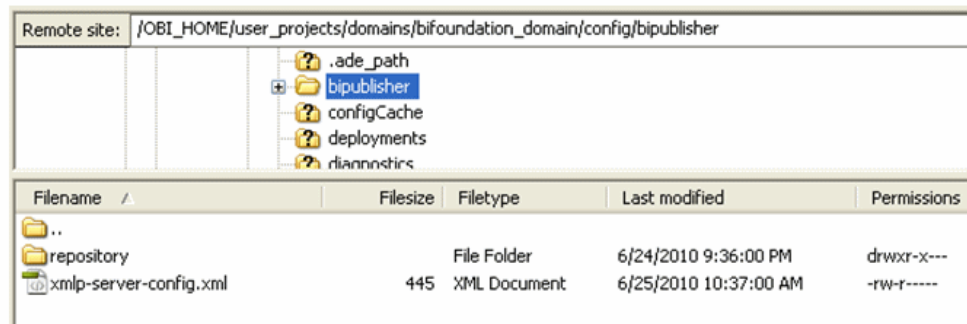 Remote site: /OBI_HOME/user_projects/domains/bifoundation_domain/config/bipublisher
.ade_path
bipublisher
configCache
deployments
diagnostics
Filename Filesize Filetype Last modified Permissions
..
repository File Folder 6/24/2010 9:36:00 PM drwxr-x---
xmlp-server-config.xml 445 XML Document 6/25/2010 10:37:00 AM -rw-r-----